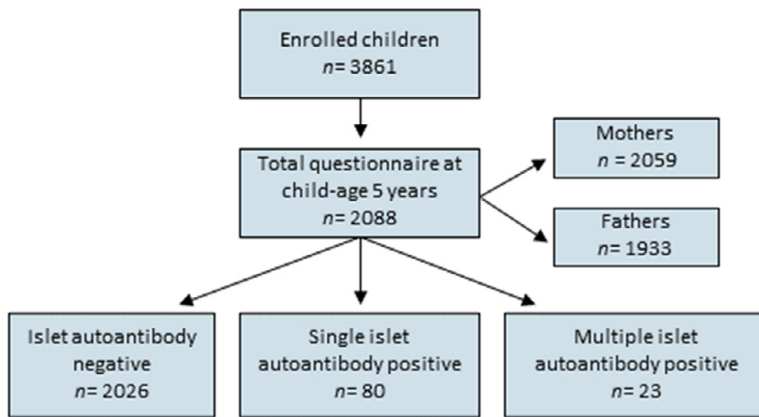 Enrolled children
n= 3861
Total questionnaire at
child-age 5 years
n= 2088
Mothers
n = 2059
Fathers
n= 1933
Islet autoantibody
negative
n= 2026
Single islet
autoantibody positive
n= 80
Multiple islet
autoantibody positive
n= 23